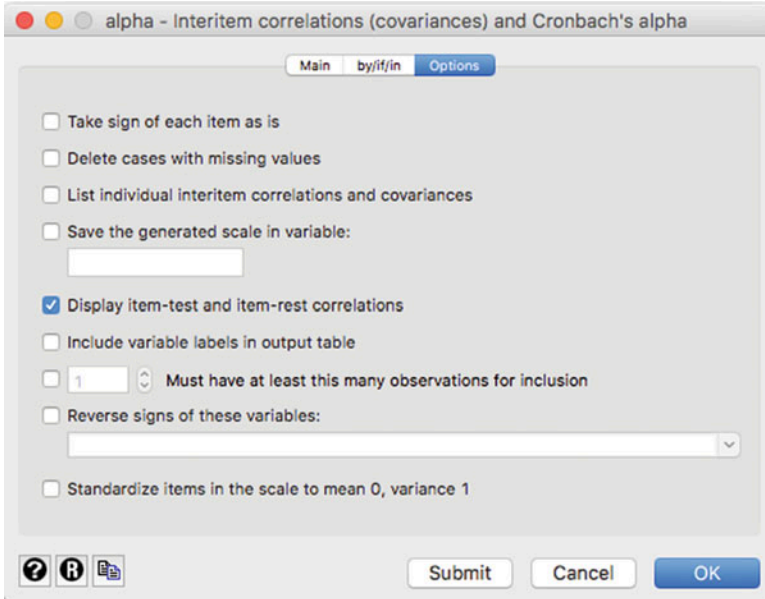 alpha - Interitem correlations (covariances) and Cronbach's alpha
Main by/if/in Options
Take sign of each item as is
Delete cases with missing values
List individual interitem correlations and covariances
Save the generated scale in variable:
Display item-test and item-rest correlations
Include variable labels in output table
1 Must have at least this many observations for inclusion
Reverse signs of these variables:
Standardize items in the scale to mean 0, variance 1
? R Submit Cancel OK